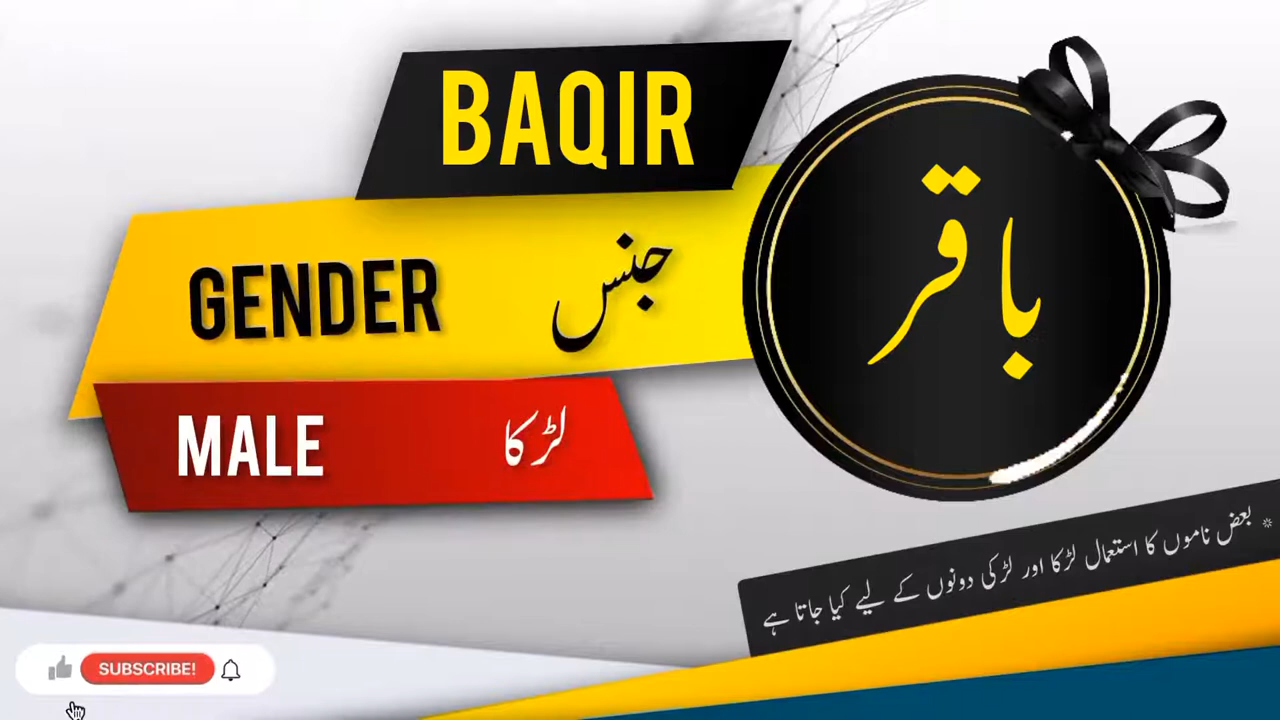 BAQIR
باقر
GENDER جنس
MALE لڑکا
* بعض ناموں کا استعمال لڑکا اور لڑکی دونوں کے لیے کیا جاتا ہے
SUBSCRIBE!